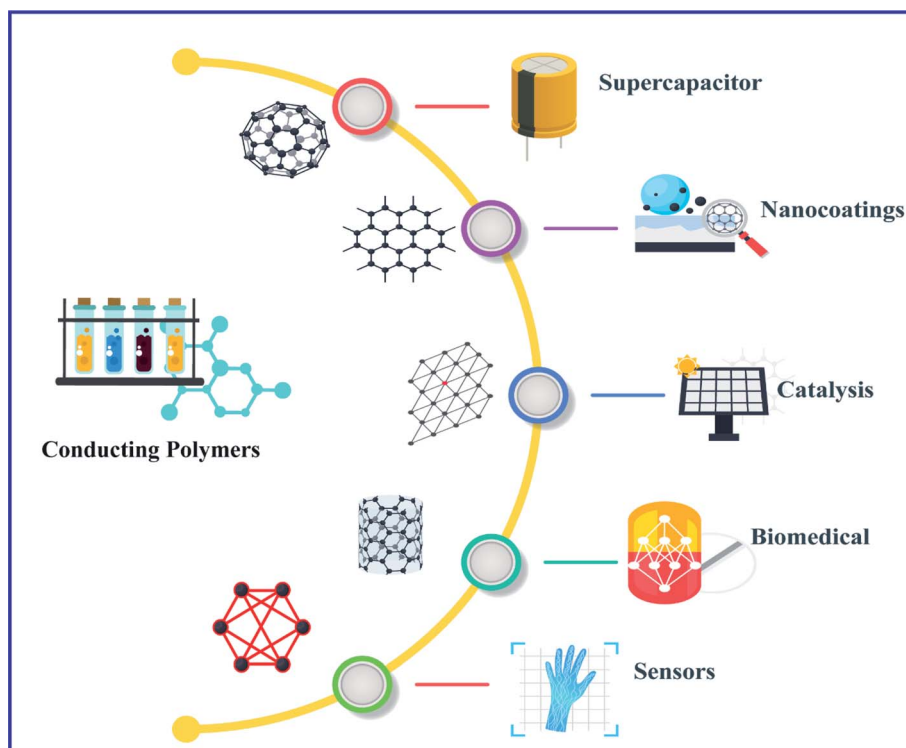 Supercapacitor
Nanocoatings
Catalysis
Conducting Polymers
Biomedical
Sensors